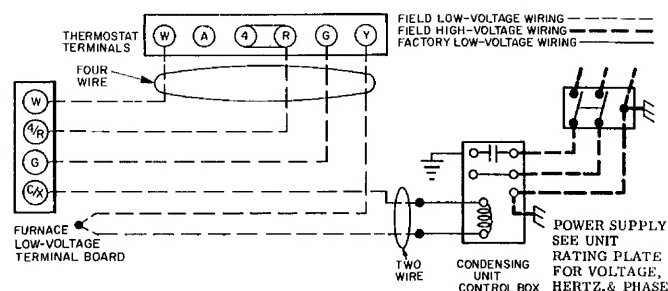 THERMOSTAT
TERMINALS
W A 4 R G Y
FIELD LOW-VOLTAGE WIRING
FIELD HIGH-VOLTAGE WIRING
FACTORY LOW-VOLTAGE WIRING
FOUR
WIRE
W
4/R
G
C/X
FURNACE
LOW-VOLTAGE
TERMINAL BOARD
TWO
WIRE
CONDENSING
UNIT
CONTROL BOX
POWER SUPPLY
SEE UNIT
RATING PLATE
FOR VOLTAGE,
HERTZ,& PHASE